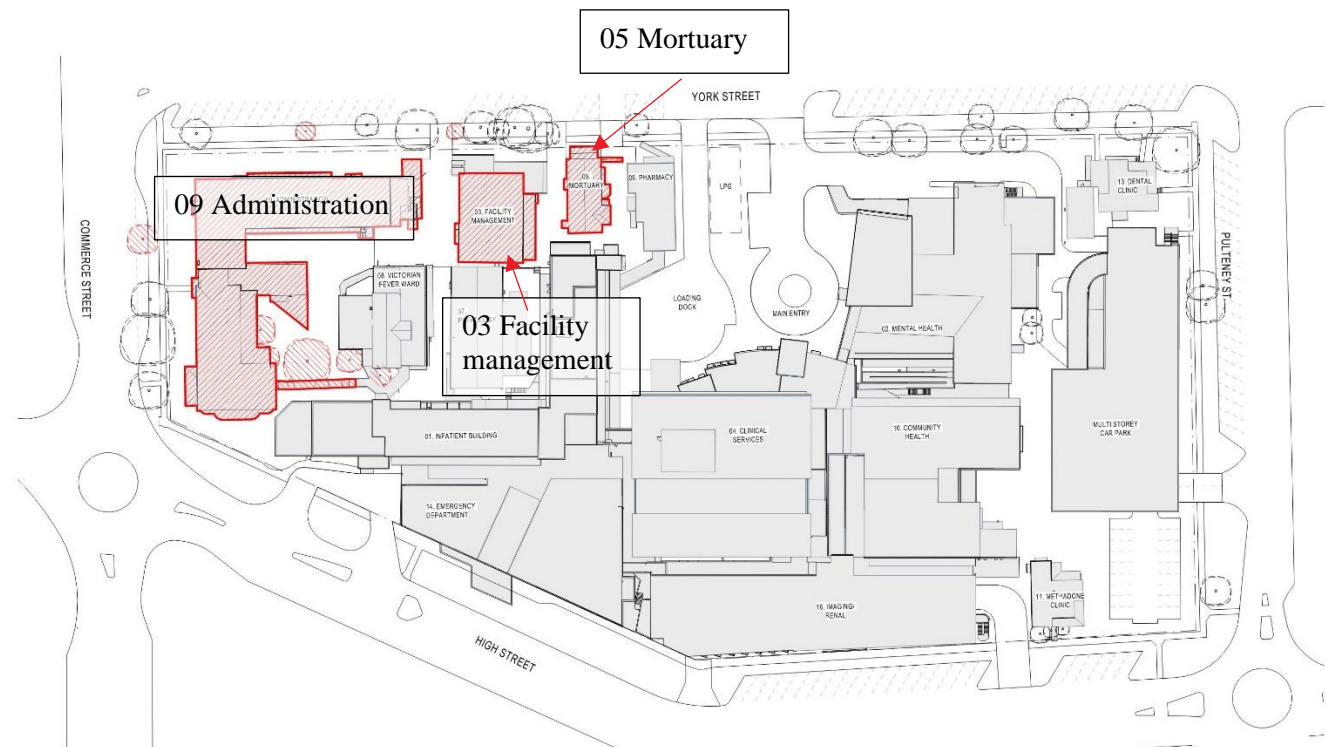 05 Mortuary
YORK STREET
09 Administration
05.
MORTUARY
06. PHARMACY
LPG
13. DENTAL
CLINIC
03. FACILITY
MANAGEMENT
COMMERCE STREET
PULTENEY ST.
08. VICTORIAN
FEVER WARD
07.
03 Facility
management
LOADING
DOCK
MAIN ENTRY
02. MENTAL HEALTH
01. INPATIENT BUILDING
04. CLINICAL
SERVICES
10. COMMUNITY
HEALTH
MULTI STOREY
CAR PARK
14. EMERGENCY
DEPARTMENT
16. IMAGING/
RENAL
11. METHADONE
CLINIC
HIGH STREET